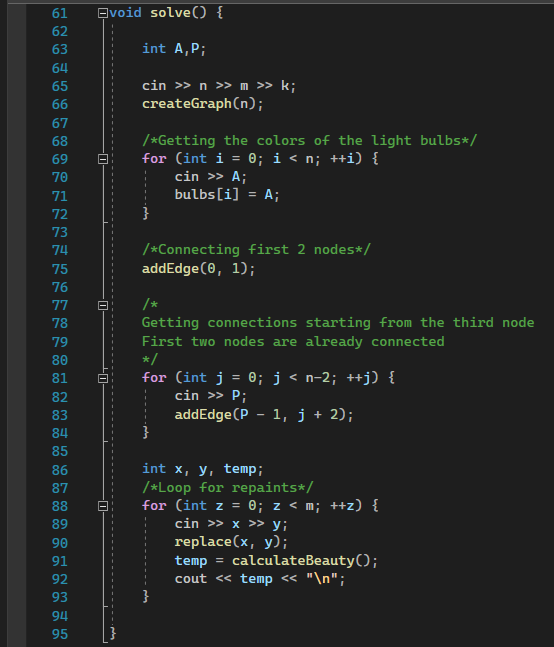 61 void solve() {
62
63 int A,P;
64
65 cin >> n >> m >> k;
66 createGraph(n);
67
68 /*Getting the colors of the light bulbs*/
69 for (int i = 0; i < n; ++i) {
70 cin >> A;
71 bulbs[i] = A;
72 }
73
74 /*Connecting first 2 nodes*/
75 addEdge(0, 1);
76
77 /*
78 Getting connections starting from the third node
79 First two nodes are already connected
80 */
81 for (int j = 0; j < n-2; ++j) {
82 cin >> P;
83 addEdge(P - 1, j + 2);
84 }
85
86 int x, y, temp;
87 /*Loop for repaints*/
88 for (int z = 0; z < m; ++z) {
89 cin >> x >> y;
90 replace(x, y);
91 temp = calculateBeauty();
92 cout << temp << "\n";
93 }
94
95 }